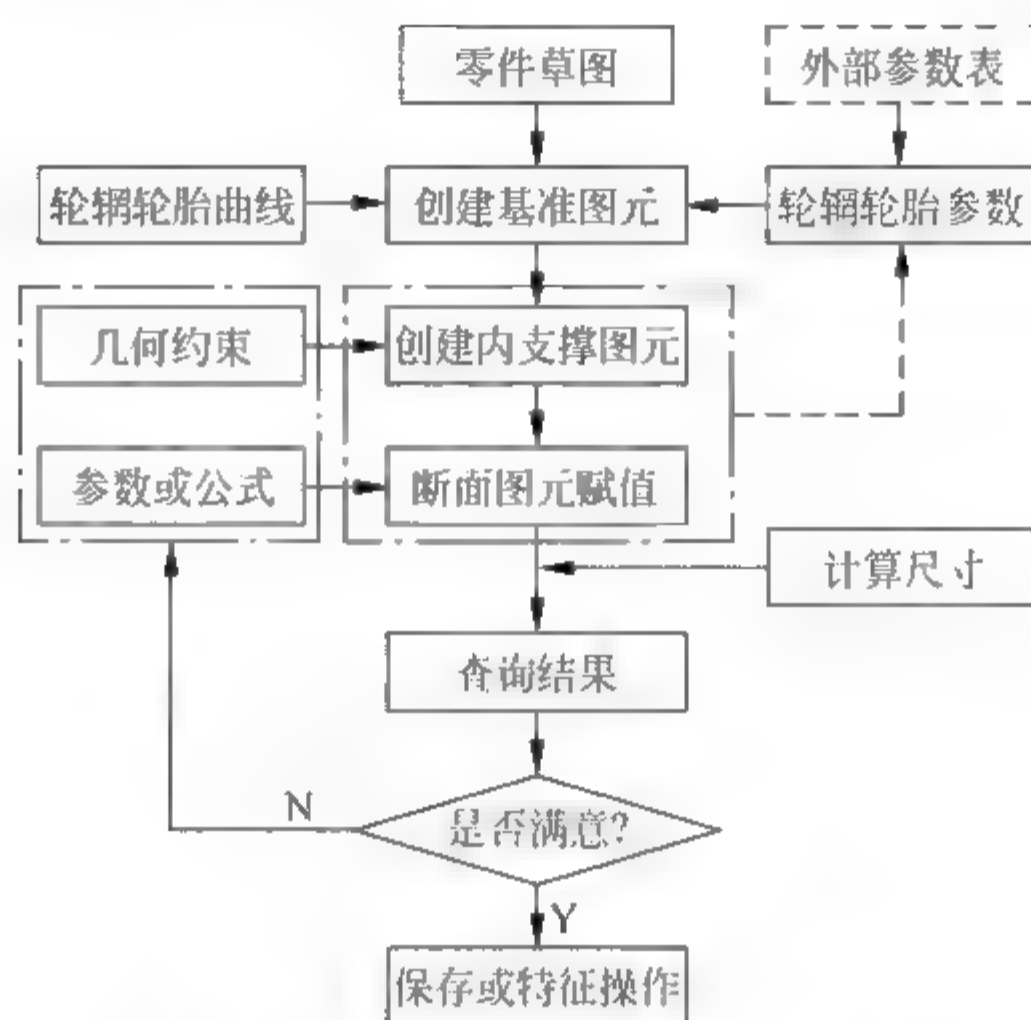 零件草图
外部参数表
轮辋轮胎曲线
创建基准图元
轮辋轮胎参数
几何约束
创建内支撑图元
参数或公式
断面图元赋值
计算尺寸
查询结果
是否满意?
N
Y
保存或特征操作